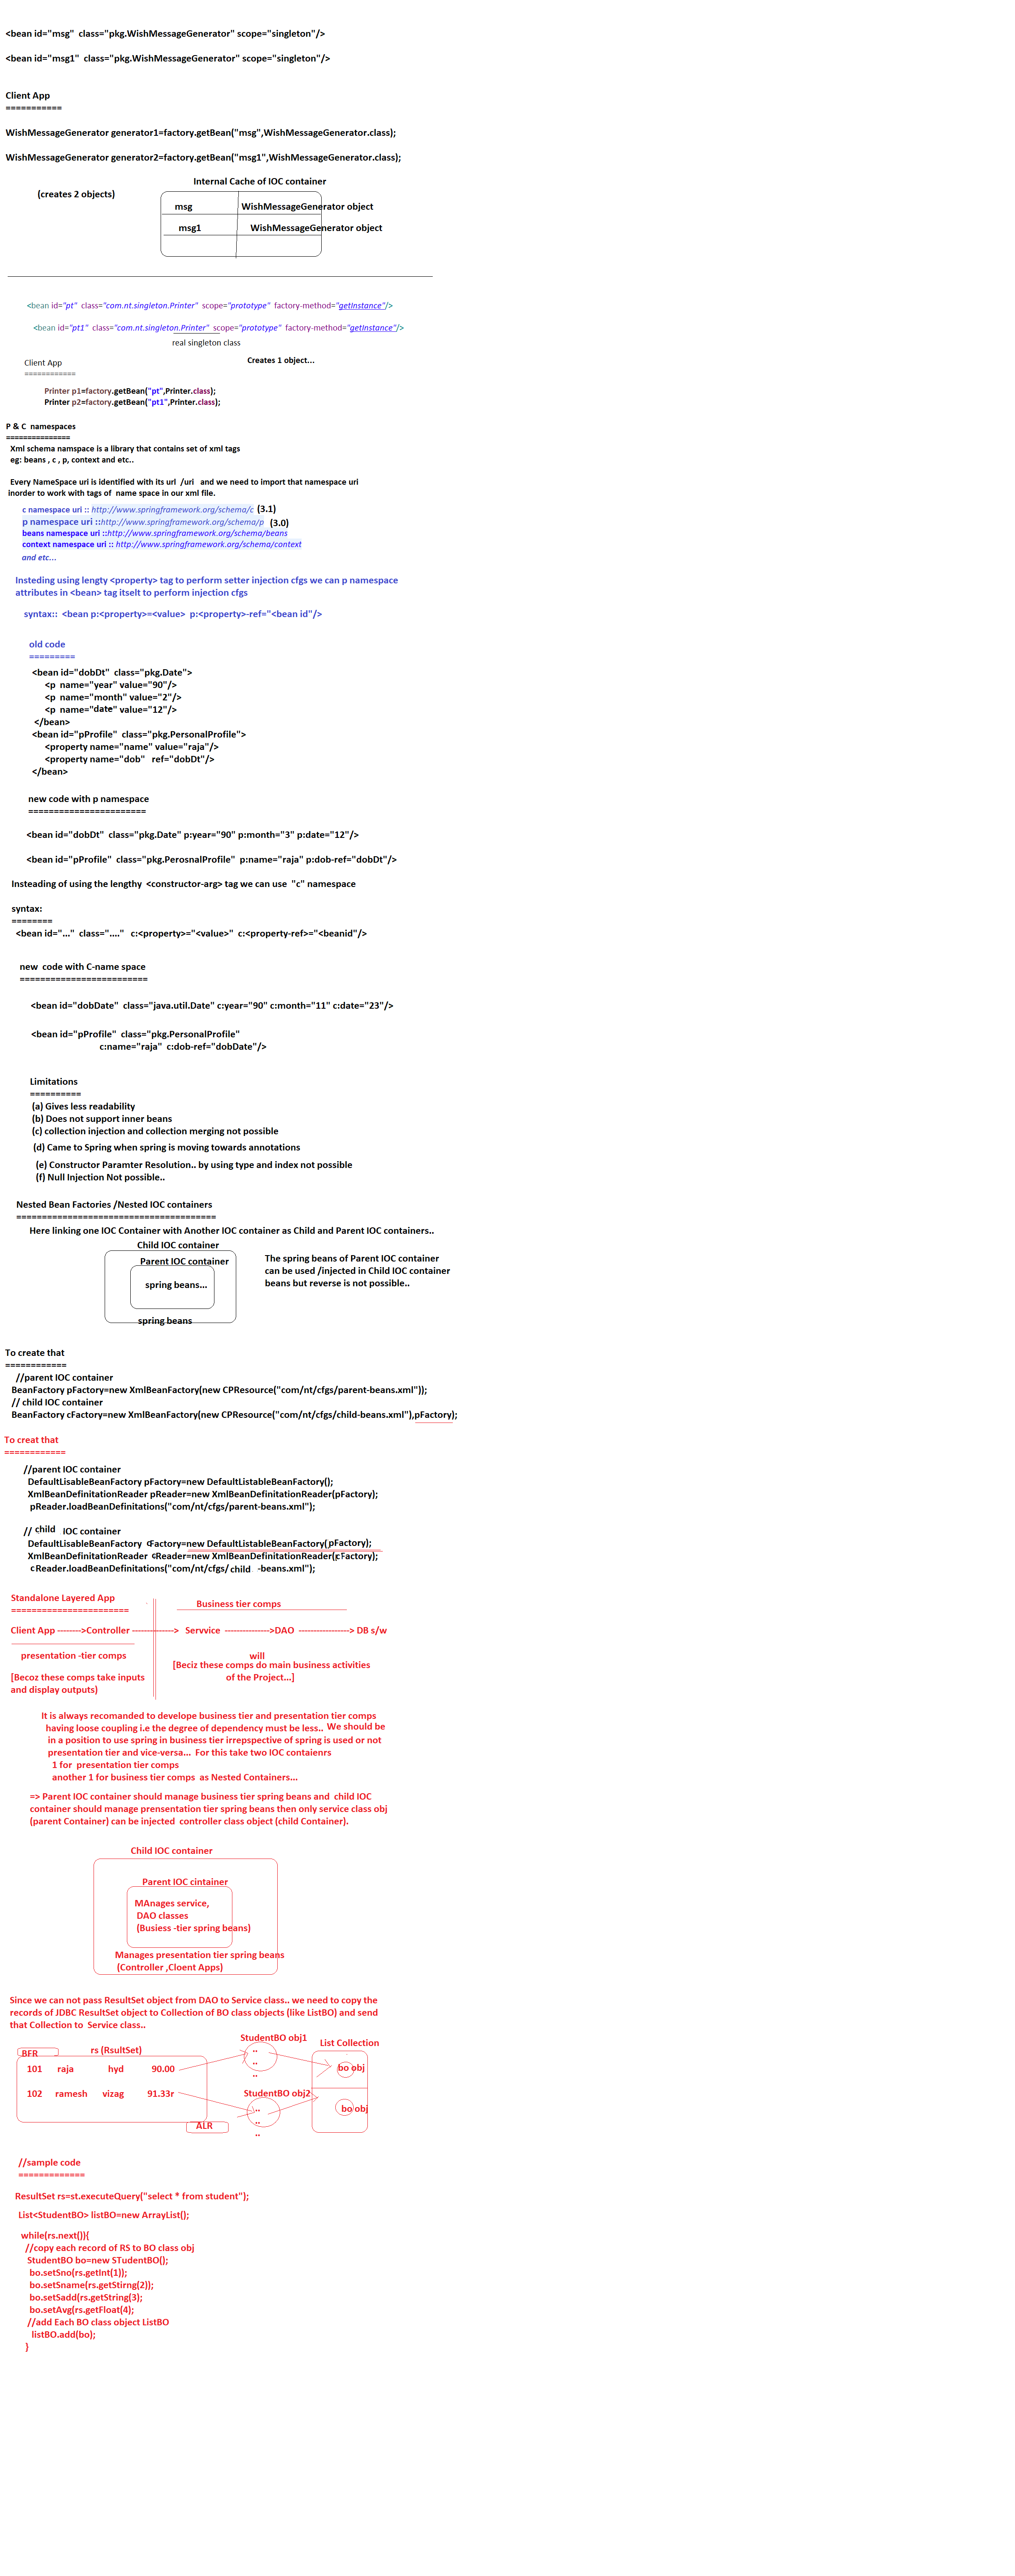 <bean id="msg"  class="pkg.WishMessageGenerator" scope="singleton"/>
<bean id="msg1"  class="pkg.WishMessageGenerator" scope="singleton"/>
Client App
===========
WishMessageGenerator generator1=factory.getBean("msg",WishMessageGenerator.class);
WishMessageGenerator generator2=factory.getBean("msg1",WishMessageGenerator.class);
Internal Cache of IOC container
(creates 2 objects)
msg WishMessageGenerator object
msg1 WishMessageGenerator object
<bean id="pt"  class="com.nt.singleton.Printer"  scope="prototype"  factory-method="getInstance"/>
<bean id="pt1"  class="com.nt.singleton.Printer"  scope="prototype"  factory-method="getInstance"/>
real singleton class
Creates 1 object...
Client App
============
Printer p1=factory.getBean("pt",Printer.class);
Printer p2=factory.getBean("pt1",Printer.class);
P & C  namespaces
===============
Xml schema namspace is a library that contains set of xml tags
eg: beans , c , p, context and etc..
Every NameSpace uri is identified with its url  /uri   and we need to import that namespace uri
inorder to work with tags of  name space in our xml file.
c namespace uri :: http://www.springframework.org/schema/c (3.1)
p namespace uri ::http://www.springframework.org/schema/p (3.0)
beans namespace uri ::http://www.springframework.org/schema/beans
context namespace uri :: http://www.springframework.org/schema/context
and etc...
Insteding using lengty <property> tag to perform setter injection cfgs we can p namespace
attributes in <bean> tag itselt to perform injection cfgs
syntax::  <bean p:<property>=<value>  p:<property>-ref="<bean id"/>
old code
=========
<bean id="dobDt"  class="pkg.Date">
<p  name="year" value="90"/>
<p  name="month" value="2"/>
<p  name="date" value="12"/>
</bean>
<bean id="pProfile"  class="pkg.PersonalProfile">
<property name="name" value="raja"/>
<property name="dob"   ref="dobDt"/>
</bean>
new code with p namespace
=======================
<bean id="dobDt"  class="pkg.Date" p:year="90" p:month="3" p:date="12"/>
<bean id="pProfile"  class="pkg.PerosnalProfile"  p:name="raja" p:dob-ref="dobDt"/>
Insteading of using the lengthy  <constructor-arg> tag we can use  "c" namespace
syntax:
========
<bean id="..."  class="...."   c:<property>="<value>"  c:<property-ref>="<beanid"/>
new  code with C-name space
=========================
<bean id="dobDate"  class="java.util.Date" c:year="90" c:month="11" c:date="23"/>
<bean id="pProfile"  class="pkg.PersonalProfile"
c:name="raja"  c:dob-ref="dobDate"/>
Limitations
==========
(a) Gives less readability
(b) Does not support inner beans
(c) collection injection and collection merging not possible
(d) Came to Spring when spring is moving towards annotations
(e) Constructor Paramter Resolution.. by using type and index not possible
(f) Null Injection Not possible..
Nested Bean Factories /Nested IOC containers
=======================================
Here linking one IOC Container with Another IOC container as Child and Parent IOC containers..
Child IOC container
Parent IOC container
spring beans...
spring beans
The spring beans of Parent IOC container
can be used /injected in Child IOC container
beans but reverse is not possible..
To create that
============
//parent IOC container
BeanFactory pFactory=new XmlBeanFactory(new CPResource("com/nt/cfgs/parent-beans.xml"));
// child IOC container
BeanFactory cFactory=new XmlBeanFactory(new CPResource("com/nt/cfgs/child-beans.xml"),pFactory);
To creat that
============
//parent IOC container
DefaultLisableBeanFactory pFactory=new DefaultListableBeanFactory();
XmlBeanDefinitationReader pReader=new XmlBeanDefinitationReader(pFactory);
pReader.loadBeanDefinitations("com/nt/cfgs/parent-beans.xml");
// child IOC container
DefaultLisableBeanFactory cFactory=new DefaultListableBeanFactory(pFactory);
XmlBeanDefinitationReader cReader=new XmlBeanDefinitationReader(cFactory);
cReader.loadBeanDefinitations("com/nt/cfgs/child -beans.xml");
Standalone Layered App
=======================
Business tier comps
Client App -------->Controller --------------> Servvice --------------->DAO -----------------> DB s/w
presentation -tier comps
[Becoz these comps take inputs
and display outputs)
will
[Beciz these comps do main business activities
of the Project...]
It is always recomanded to develope business tier and presentation tier comps
having loose coupling i.e the degree of dependency must be less.. We should be
in a position to use spring in business tier irrepspective of spring is used or not
presentation tier and vice-versa...  For this take two IOC contaienrs
1 for  presentation tier comps
another 1 for business tier comps  as Nested Containers...
=> Parent IOC container should manage business tier spring beans and  child IOC
container should manage prensentation tier spring beans then only service class obj
(parent Container) can be injected  controller class object (child Container).
Child IOC container
Parent IOC cintainer
MAnages service,
DAO classes
(Busiess -tier spring beans)
Manages presentation tier spring beans
(Controller ,Cloent Apps)
Since we can not pass ResultSet object from DAO to Service class.. we need to copy the
records of JDBC ResultSet object to Collection of BO class objects (like ListBO) and send
that Collection to  Service class..
StudentBO obj1
List Collection
BFR
rs (RsultSet)
101 raja hyd 90.00
..
..
..
bo obj
102 ramesh vizag 91.33r
StudentBO obj2
bo obj
..
..
..
ALR
//sample code
=============
ResultSet rs=st.executeQuery("select * from student");
List<StudentBO> listBO=new ArrayList();
while(rs.next()){
//copy each record of RS to BO class obj
StudentBO bo=new STudentBO();
bo.setSno(rs.getInt(1));
bo.setSname(rs.getStirng(2));
bo.setSadd(rs.getString(3);
bo.setAvg(rs.getFloat(4);
//add Each BO class object ListBO
listBO.add(bo);
}